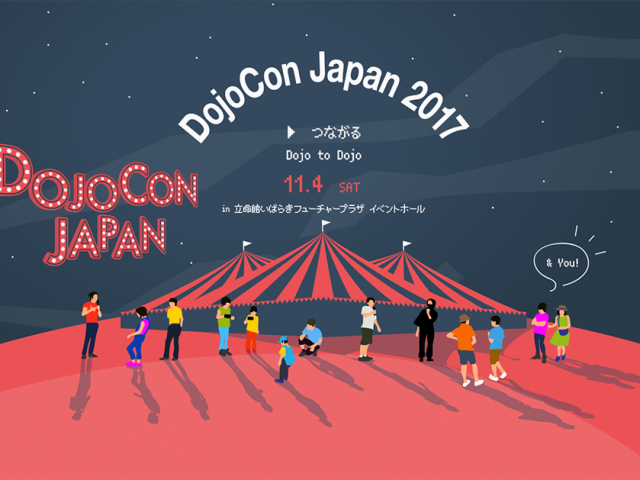 DojoCon Japan 2017
つながる
Dojo to Dojo
11.4 SAT
in 立命館いばらきフューチャープラザ イベントホール
DOJOCON
JAPAN
& You!